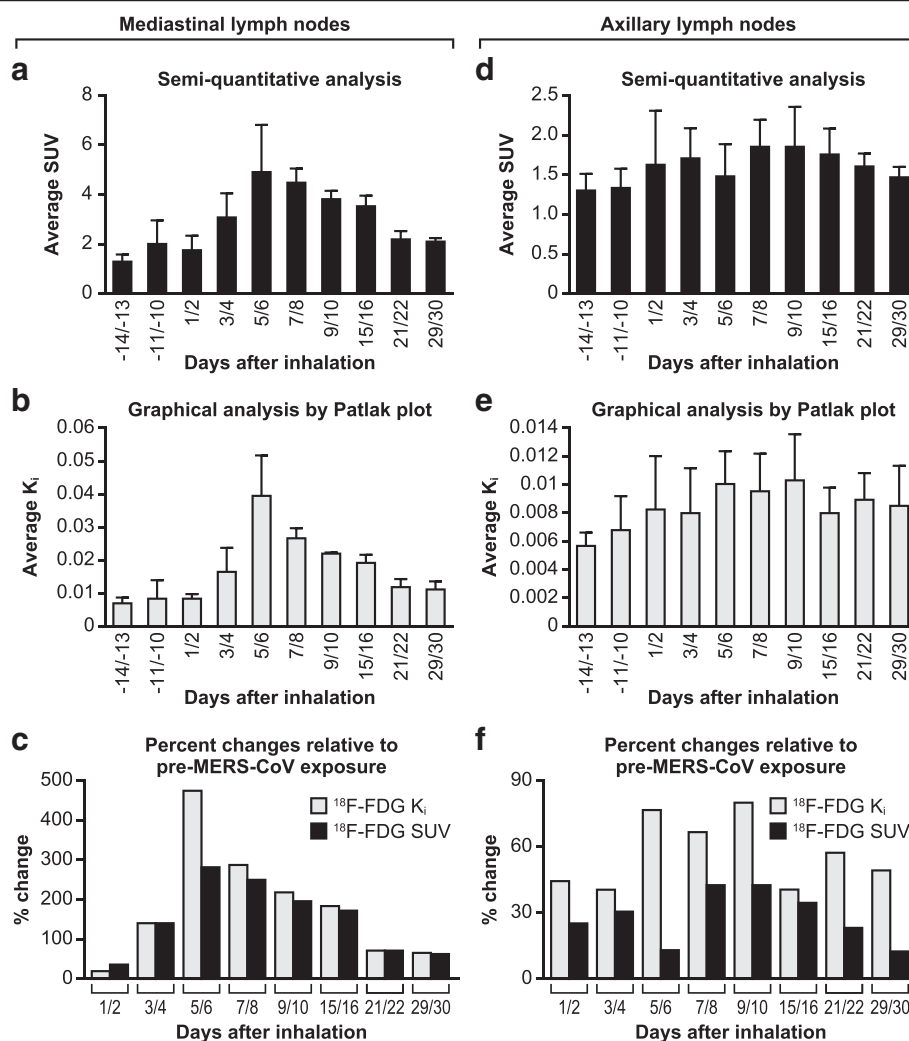 Mediastinal lymph nodes
a
Semi-quantitative analysis
Average SUV
8
6
4
2
0
-14/-13
-11/-10
1/2
3/4
5/6
7/8
9/10
15/16
21/22
29/30
Days after inhalation
b
Graphical analysis by Patlak plot
Average Ki
0.06
0.05
0.04
0.03
0.02
0.01
0
-14/-13
-11/-10
1/2
3/4
5/6
7/8
9/10
15/16
21/22
29/30
Days after inhalation
c
Percent changes relative to
pre-MERS-CoV exposure
% change
500
400
300
200
100
0
18F-FDG Ki
18F-FDG SUV
1/2 3/4 5/6 7/8 9/10 15/16 21/22 29/30
Days after inhalation
Axillary lymph nodes
d
Semi-quantitative analysis
Average SUV
2.5
2.0
1.5
1.0
0.5
0
-14/-13
-11/-10
1/2
3/4
5/6
7/8
9/10
15/16
21/22
29/30
Days after inhalation
e
Graphical analysis by Patlak plot
Average Ki
0.014
0.012
0.01
0.008
0.006
0.004
0.002
0
-14/-13
-11/-10
1/2
3/4
5/6
7/8
9/10
15/16
21/22
29/30
Days after inhalation
f
Percent changes relative to
pre-MERS-CoV exposure
% change
90
60
30
0
18F-FDG Ki
18F-FDG SUV
1/2 3/4 5/6 7/8 9/10 15/16 21/22 29/30
Days after inhalation